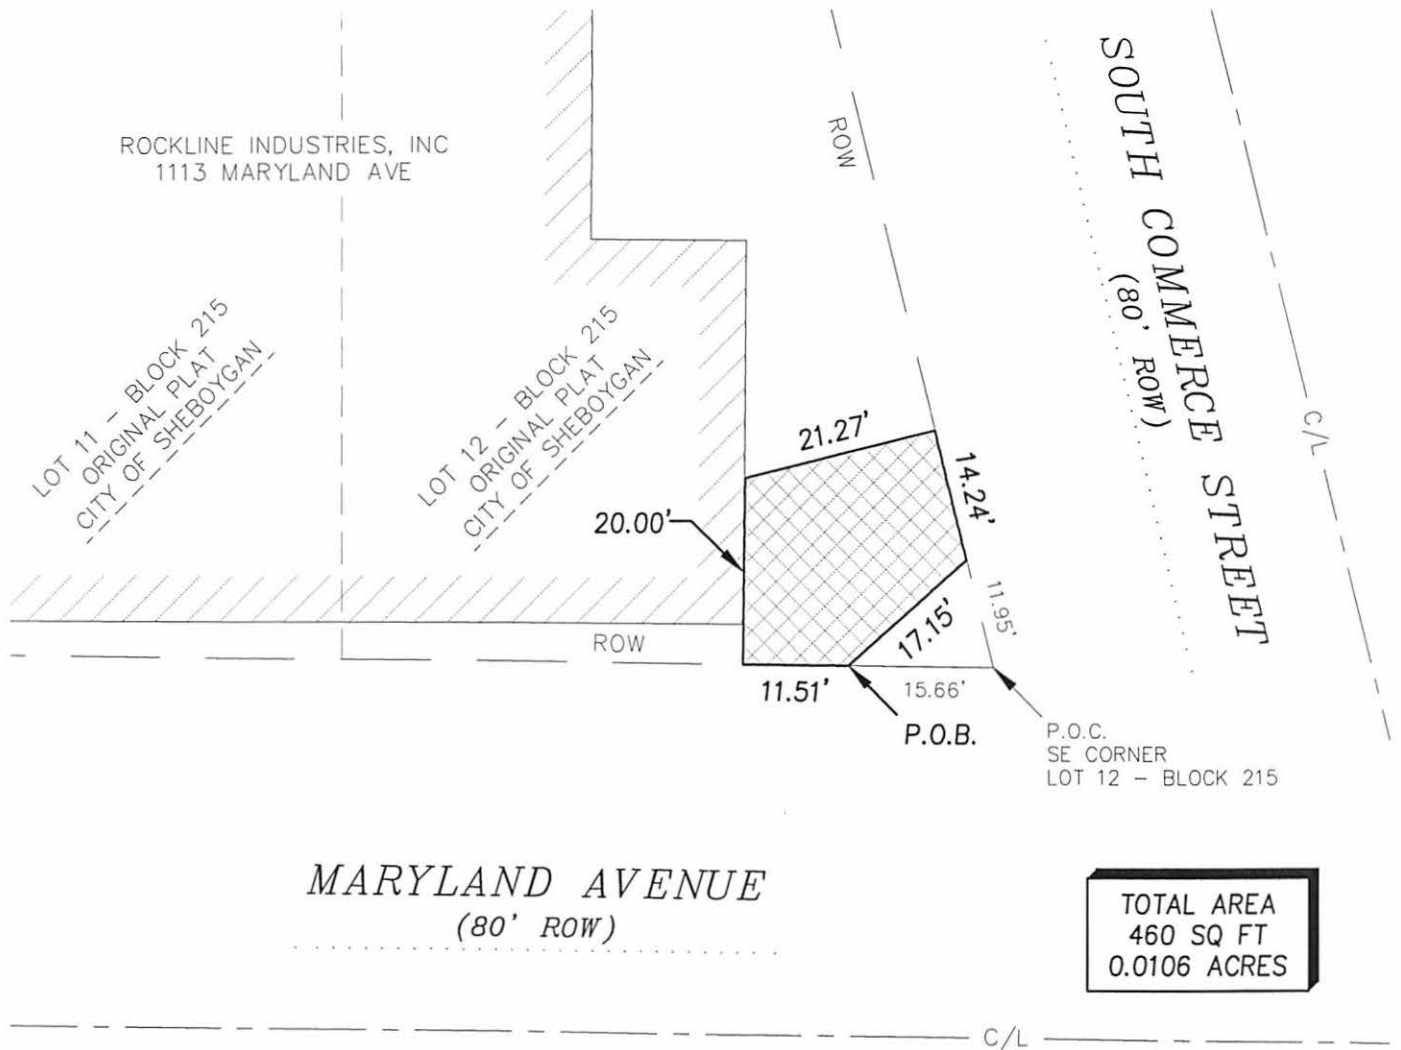 ROCKLINE INDUSTRIES, INC
1113 MARYLAND AVE
ROW
SOUTH COMMERCE STREET
(80' ROW)
LOT 11 - BLOCK 215
ORIGINAL PLAT
CITY OF SHEBOYGAN
LOT 12 - BLOCK 215
ORIGINAL PLAT
CITY OF SHEBOYGAN
C/L
21.27'
14.24'
20.00'
11.95'
17.15'
ROW
11.51'
15.66'
P.O.B.
P.O.C.
SE CORNER
LOT 12 - BLOCK 215
MARYLAND AVENUE
(80' ROW)
TOTAL AREA
460 SQ FT
0.0106 ACRES
C/L